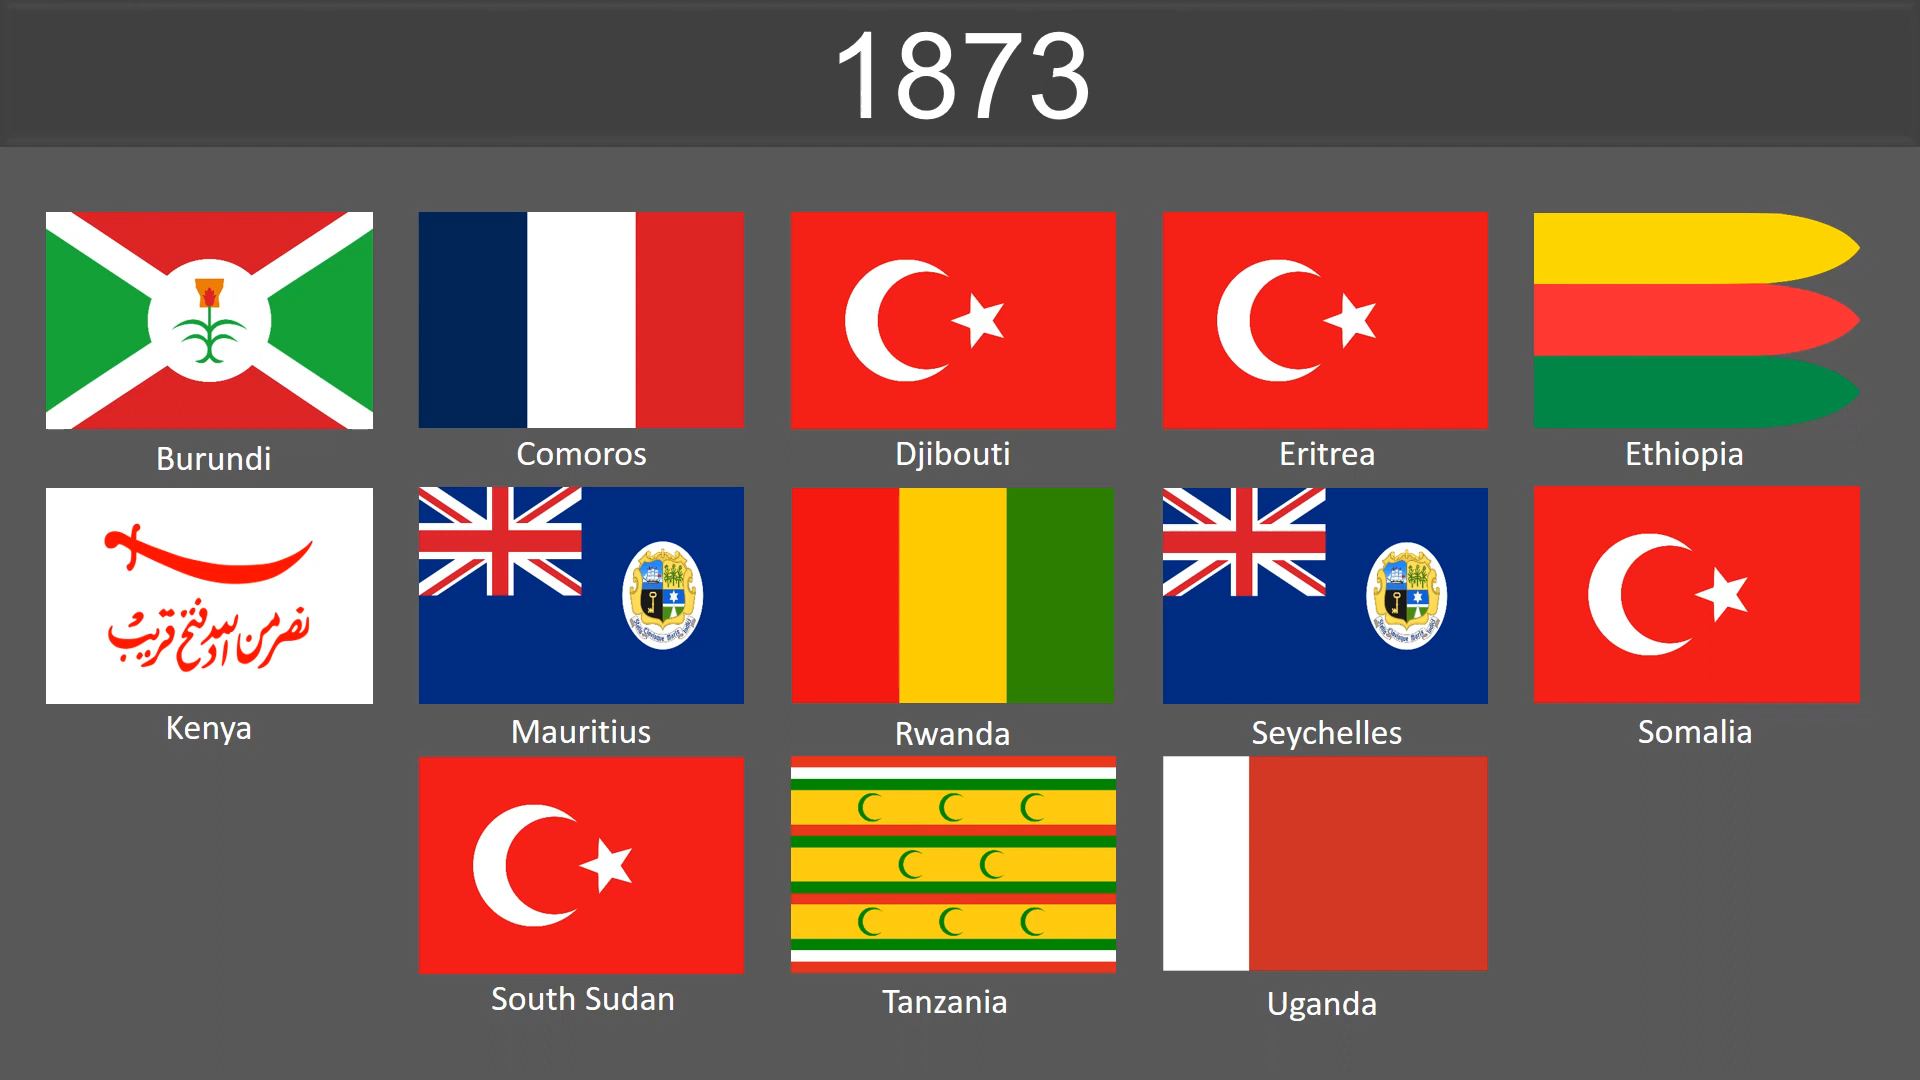 1873
Burundi
Comoros
Djibouti
Eritrea
Ethiopia
نصر من الله وفتح قريب
Kenya
Mauritius
Rwanda
Seychelles
Somalia
South Sudan
Tanzania
Uganda